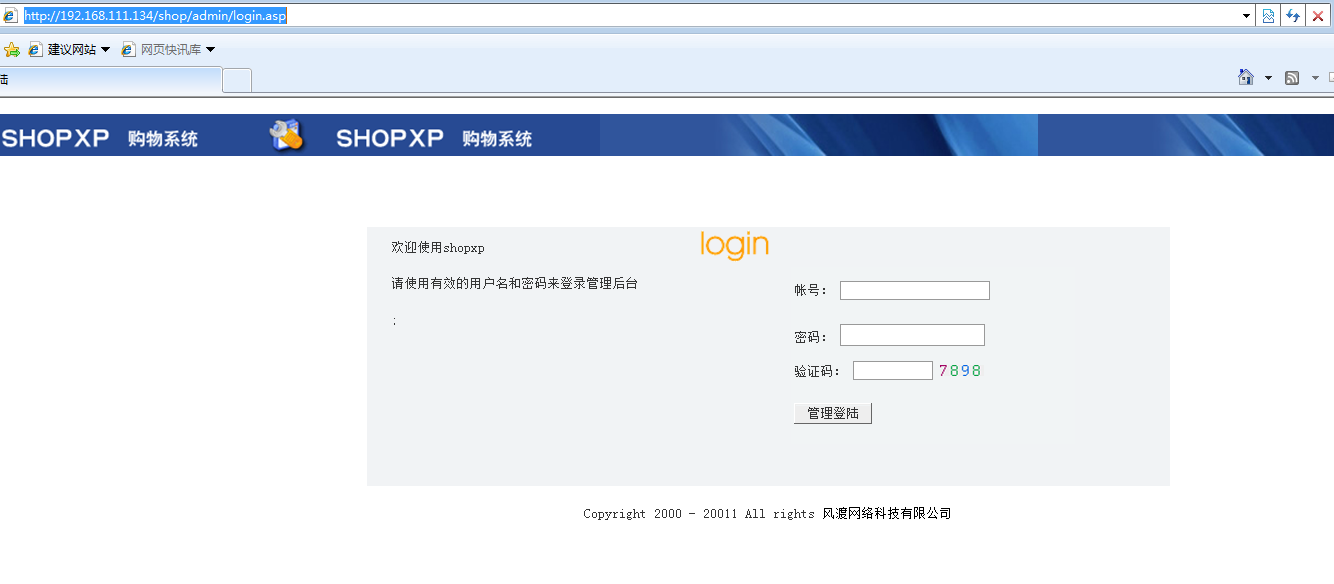 http://192.168.111.134/shop/admin/login.asp
建议网站 网页快讯库
陆
SHOPXP 购物系统 SHOPXP 购物系统
login
欢迎使用shopxp
请使用有效的用户名和密码来登录管理后台
;
帐号:
密码:
验证码: 7898
管理登陆
Copyright 2000 - 20011 All rights 风渡网络科技有限公司